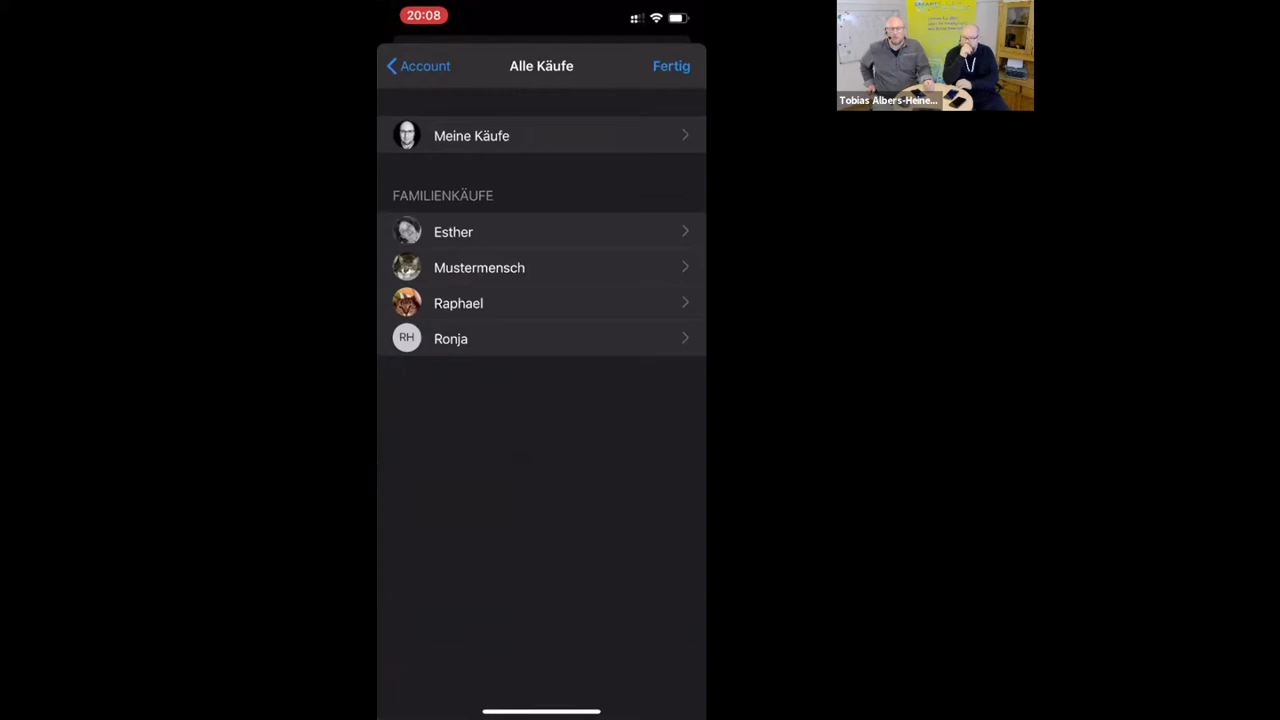 20:08
Account
Alle Käufe
Fertig
Meine Käufe
FAMILIENKÄUFE
Esther
Mustermensch
Raphael
RH
Ronja
Tobias Albers-Heine...